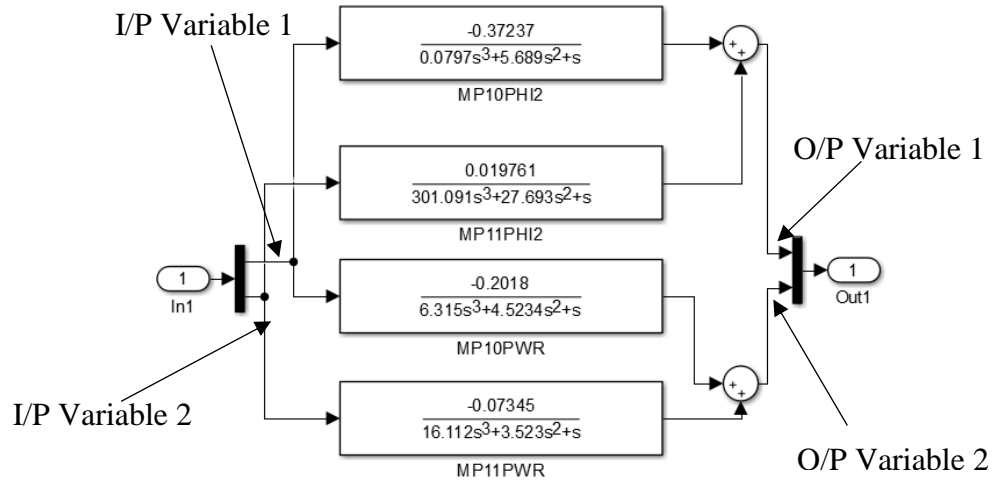 I/P Variable 1
-0.37237
0.0797s³+5.689s²+s
MP10PHI2
+
+
O/P Variable 1
0.019761
301.091s³+27.693s²+s
MP11PHI2
1
In1
1
Out1
-0.2018
6.315s³+4.5234s²+s
MP10PWR
I/P Variable 2
-0.07345
16.112s³+3.523s²+s
MP11PWR
+
+
O/P Variable 2